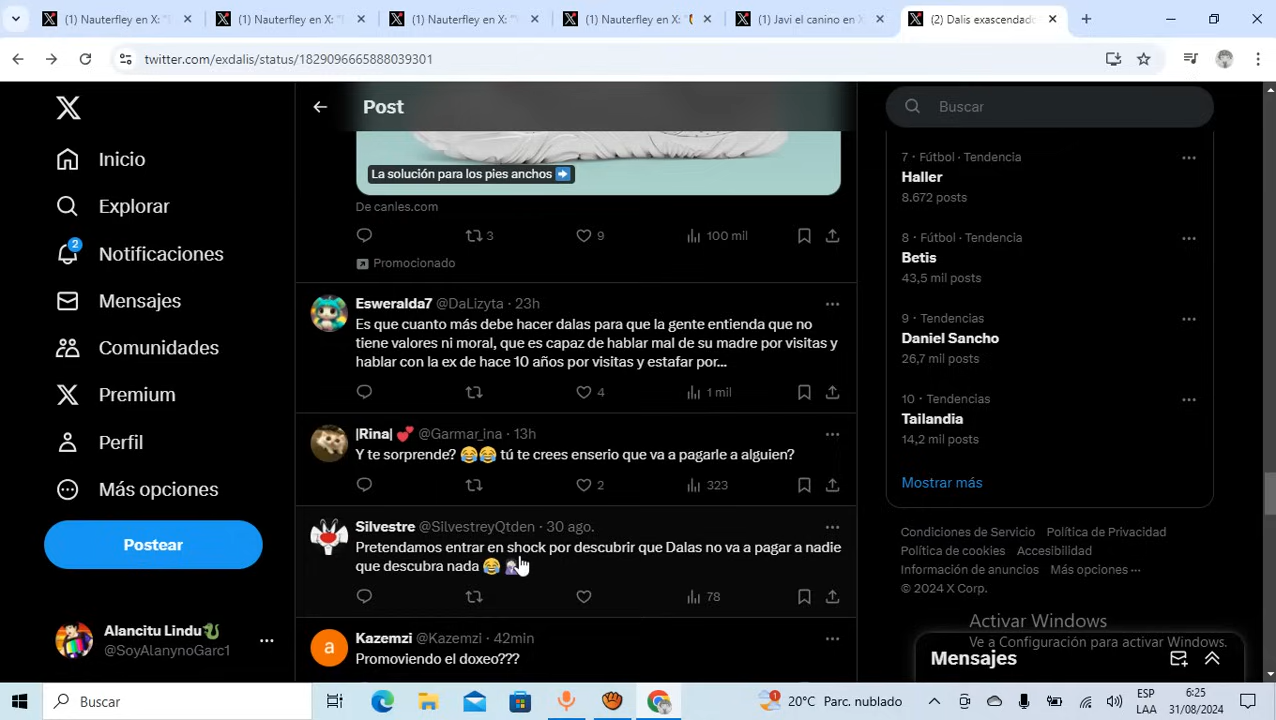 (1) Nauterfley en X: "
(1) Nauterfley en X: "
(1) Nauterfley en X: "
(1) Nauterfley en X: "
(1) Javi el canino en
(2) Dalis exascendad
twitter.com/exdalis/status/1829096665888039301
X
Inicio
Explorar
2
Notificaciones
Mensajes
Comunidades
Premium
Perfil
Más opciones
Postear
Alancitu Lindu🐍
@SoyAlanynoGarc1
Post
La solución para los pies anchos ➡️
De canles.com
3 9 100 mil
Promocionado
Esweralda7 @DaLizyta · 23h
Es que cuanto más debe hacer dalas para que la gente entienda que no
tiene valores ni moral, que es capaz de hablar mal de su madre por visitas y
hablar con la ex de hace 10 años por visitas y estafar por...
4 1 mil
|Rina| 💕 @Garmar_ina · 13h
Y te sorprende? 😂😂 tú te crees enserio que va a pagarle a alguien?
2 323
Silvestre @SilvestreyQtden · 30 ago.
Pretendamos entrar en shock por descubrir que Dalas no va a pagar a nadie
que descubra nada 😂
78
a
Kazemzi @Kazemzi · 42min
Promoviendo el doxeo???
Buscar
7 · Fútbol · Tendencia
Haller
8.672 posts
8 · Fútbol · Tendencia
Betis
43,5 mil posts
9 · Tendencias
Daniel Sancho
26,7 mil posts
10 · Tendencias
Tailandia
14,2 mil posts
Mostrar más
Condiciones de Servicio Política de Privacidad
Política de cookies Accesibilidad
Información de anuncios Más opciones ···
© 2024 X Corp.
Activar Windows
Ve a Configuración para activar Windows.
Mensajes
Buscar
1
20°C Parc. nublado
ESP
LAA
6:25
31/08/2024